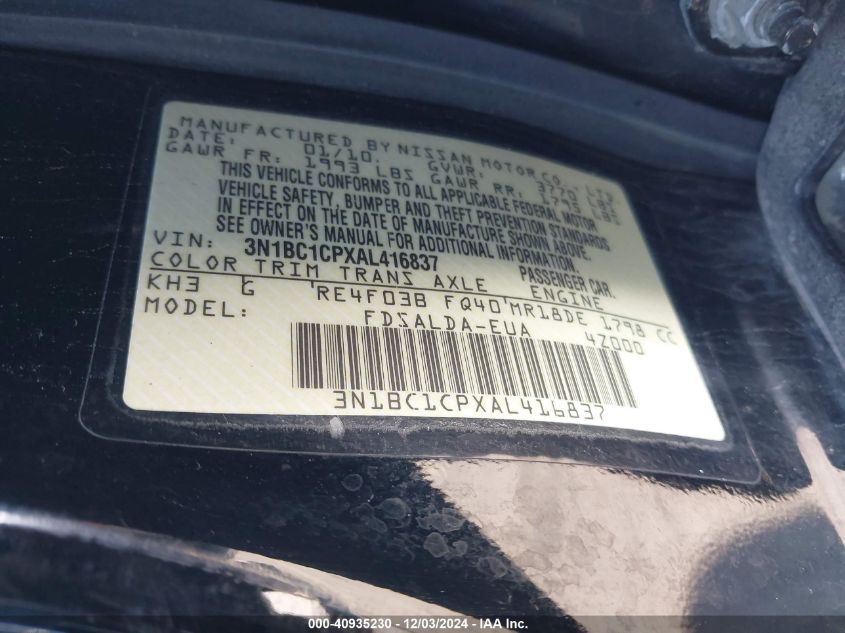 MANUFACTURED BY NISSAN MOTOR CO., LTD
DATE: 01/10. GVWR: 3770 LBS
GAWR FR: 1993 LBS GAWR RR: 1793 LBS
THIS VEHICLE CONFORMS TO ALL APPLICABLE FEDERAL MOTOR
VEHICLE SAFETY, BUMPER AND THEFT PREVENTION STANDARDS
IN EFFECT ON THE DATE OF MANUFACTURE SHOWN ABOVE.
SEE OWNER'S MANUAL FOR ADDITIONAL INFORMATION.
VIN: 3N1BC1CPXAL416837 PASSENGER CAR.
COLOR TRIM TRANS AXLE ENGINE
KH3 G RE4F03B FQ40 MR18DE 1798 CC
MODEL: FDSALDA-EUA 4Z000
3N1BC1CPXAL416837
000-40935230 - 12/03/2024 - IAA Inc.